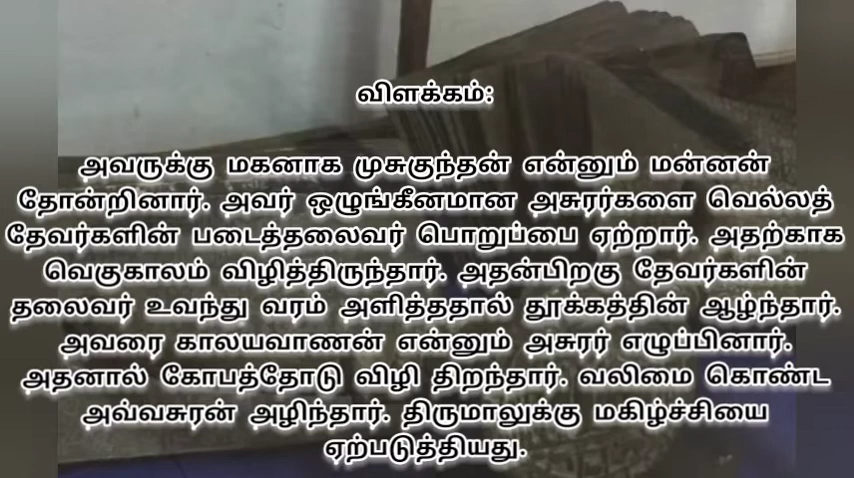 விளக்கம்:
அவருக்கு மகனாக முசுகுந்தன் என்னும் மன்னன்
தோன்றினார். அவர் ஒழுங்கீனமான அசுரர்களை வெல்லத்
தேவர்களின் படைத்தலைவர் பொறுப்பை ஏற்றார். அதற்காக
வெகுகாலம் விழித்திருந்தார். அதன்பிறகு தேவர்களின்
தலைவர் உவந்து வரம் அளித்ததால் தூக்கத்தின் ஆழ்ந்தார்.
அவரை காலயவாணன் என்னும் அசுரர் எழுப்பினார்.
அதனால் கோபத்தோடு விழி திறந்தார். வலிமை கொண்ட
அவ்வசுரன் அழிந்தார். திருமாலுக்கு மகிழ்ச்சியை
ஏற்படுத்தியது.